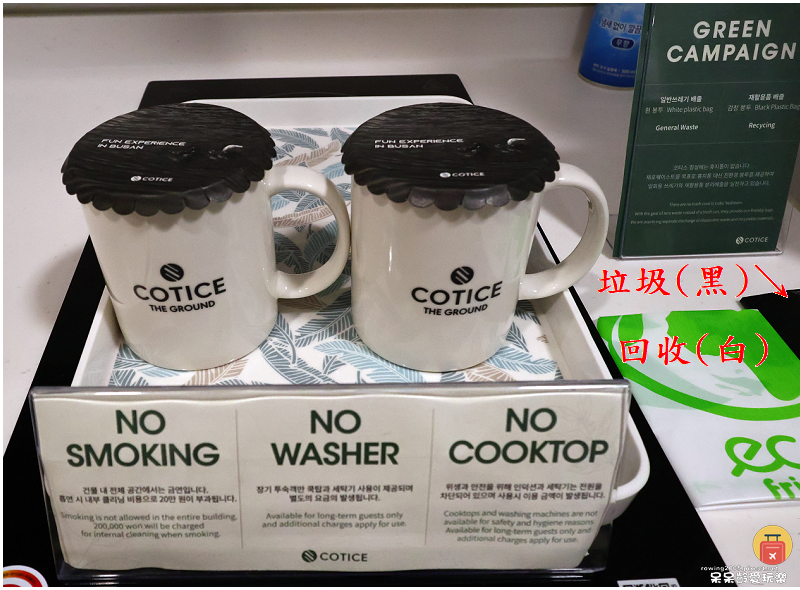 FUN EXPERIENCE
IN BUSAN
COTICE
FUN EXPERIENCE
IN BUSAN
COTICE
COTICE
THE GROUND
COTICE
THE GROUND
GREEN
CAMPAIGN
일반쓰레기 배출
흰 봉투 White plastic bag
General Waste
재활용품 배출
검정 봉투 Black Plastic Bag
Recycing
COTICE
垃圾(黑)↘
回收(白)
ec
fri
NO
SMOKING
건물 내 전체 공간에서는 금연입니다.
흡연 시 내부 클리닝 비용으로 20만 원이 부과됩니다.
Smoking is not allowed in the entire building.
200,000 won will be charged
for internal cleaning when smoking.
NO
WASHER
장기 투숙객만 쿡탑과 세탁기 사용이 제공되며
별도의 요금이 발생됩니다.
Available for long-term guests only
and additional charges apply for use.
NO
COOKTOP
위생과 안전을 위해 인덕션과 세탁기는 전원을
차단되어 있으며 사용시 이용 금액이 발생됩니다.
Cooktops and washing machines are not
available for safety and hygiene reasons
Available for long-term guests only and
additional charges apply for use.
COTICE
呆呆齡愛玩樂